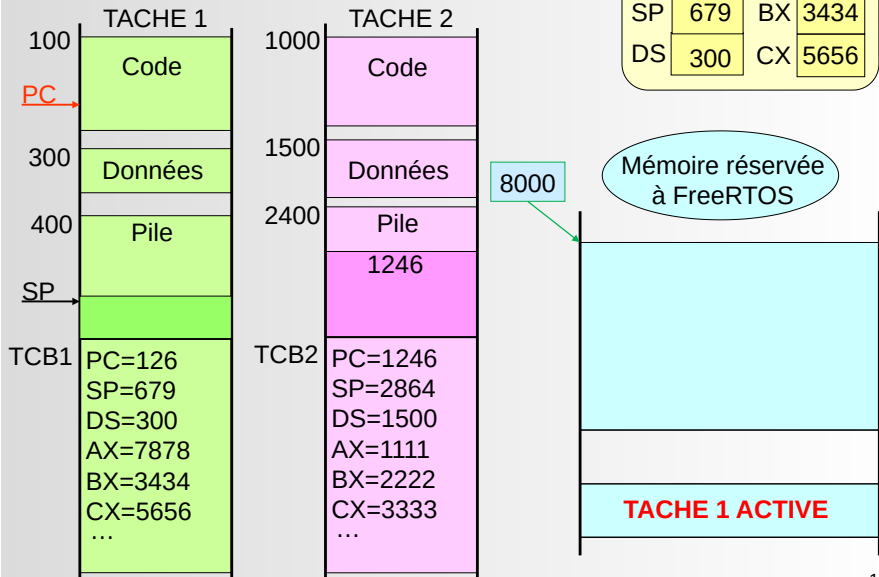 TACHE 1
TACHE 2
SP 679 BX 3434
DS 300 CX 5656
100
Code
PC
300
Données
400
Pile
SP
TCB1
PC=126
SP=679
DS=300
AX=7878
BX=3434
CX=5656
…
1000
Code
1500
Données
2400
Pile
1246
TCB2
PC=1246
SP=2864
DS=1500
AX=1111
BX=2222
CX=3333
…
8000
Mémoire réservée
à FreeRTOS
TACHE 1 ACTIVE